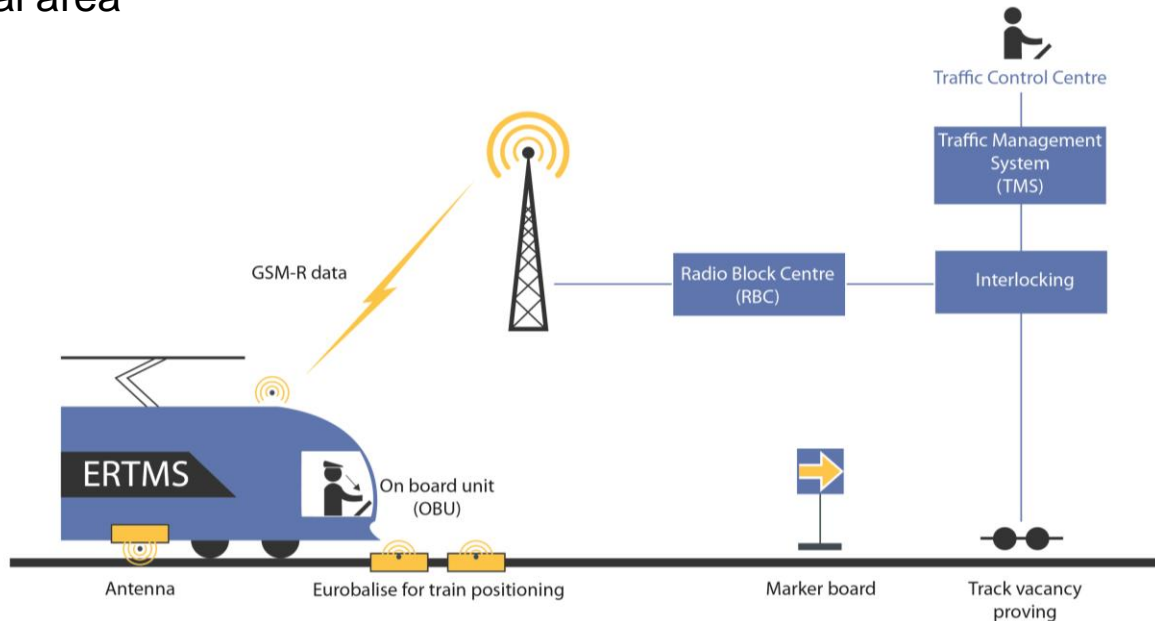 al area
Traffic Control Centre
Traffic Management
System
(TMS)
GSM-R data
Radio Block Centre
(RBC)
Interlocking
ERTMS
On board unit
(OBU)
Antenna
Eurobalise for train positioning
Marker board
Track vacancy
proving